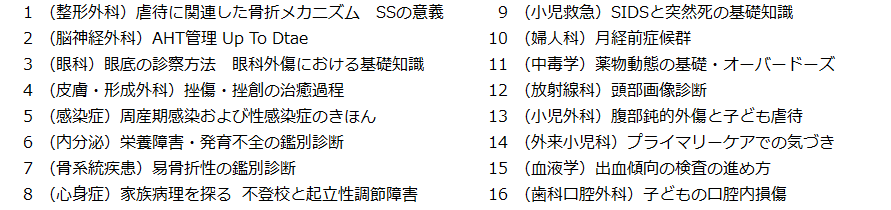 1 （整形外科）虐待に関連した骨折メカニズム　SSの意義
2 （脳神経外科）AHT管理 Up To Dtae
3 （眼科）眼底の診察方法　眼科外傷における基礎知識
4 （皮膚・形成外科）挫傷・挫創の治癒過程
5 （感染症）周産期感染および性感染症のきほん
6 （内分泌）栄養障害・発育不全の鑑別診断
7 （骨系統疾患）易骨折性の鑑別診断
8 （心身症）家族病理を探る 不登校と起立性調節障害
9 （小児救急）SIDSと突然死の基礎知識
10 （婦人科）月経前症候群
11 （中毒学）薬物動態の基礎・オーバードーズ
12 （放射線科）頭部画像診断
13 （小児外科）腹部鈍的外傷と子ども虐待
14 （外来小児科）プライマリーケアでの気づき
15 （血液学）出血傾向の検査の進め方
16 （歯科口腔外科）子どもの口腔内損傷